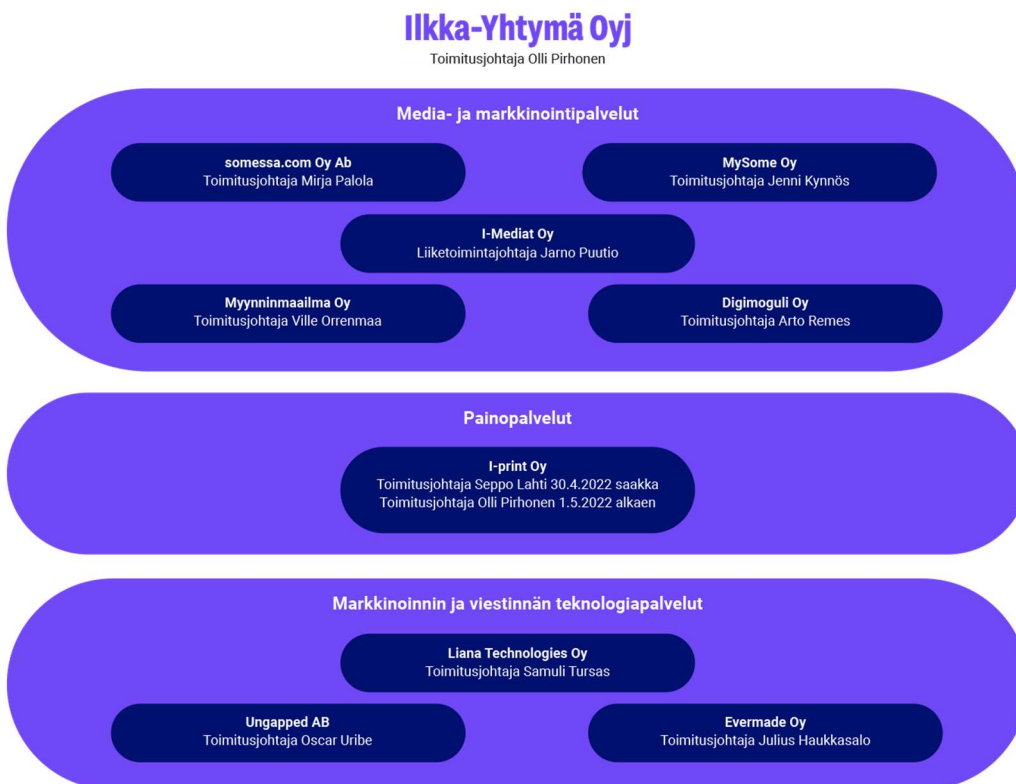 Ilkka-Yhtymä Oyj
Toimitusjohtaja Olli Pirhonen
Media- ja markkinointipalvelut
somessa.com Oy Ab
Toimitusjohtaja Mirja Palola
MySome Oy
Toimitusjohtaja Jenni Kynnös
I-Mediat Oy
Liiketoimintajohtaja Jarno Puutio
Myynninmaailma Oy
Toimitusjohtaja Ville Orrenmaa
Digimoguli Oy
Toimitusjohtaja Arto Remes
Painopalvelut
I-print Oy
Toimitusjohtaja Seppo Lahti 30.4.2022 saakka
Toimitusjohtaja Olli Pirhonen 1.5.2022 alkaen
Markkinoinnin ja viestinnän teknologiapalvelut
Liana Technologies Oy
Toimitusjohtaja Samuli Tursas
Ungapped AB
Toimitusjohtaja Oscar Uribe
Evermade Oy
Toimitusjohtaja Julius Haukkasalo